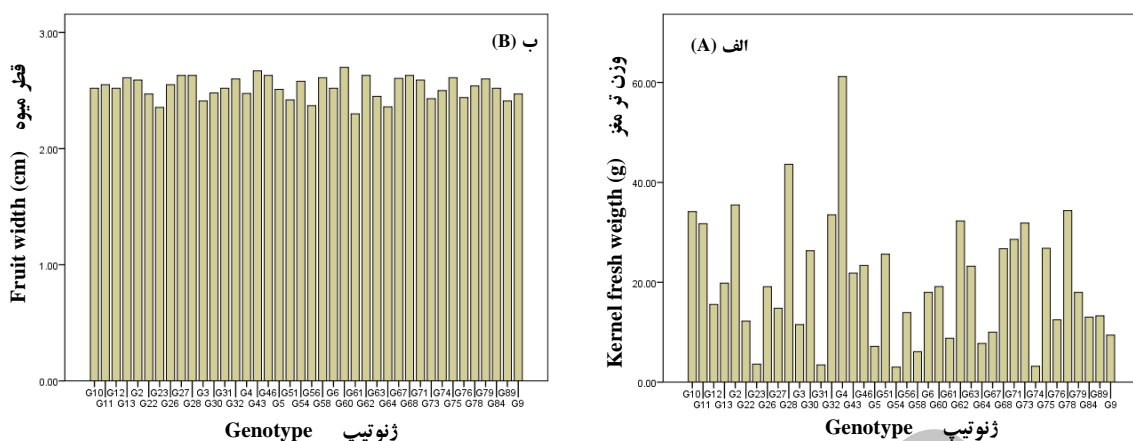 ب (B)
قطر میوه Fruit width (cm)
3.00
2.00
1.00
0.00
G10 G12 G2 G23 G27 G3 G31 G4 G46 G51 G56 G6 G61 G63 G67 G71 G74 G76 G79 G89
G11 G13 G22 G26 G28 G30 G32 G43 G5 G54 G58 G60 G62 G64 G68 G73 G75 G78 G84 G9
Genotype ژنوتیپ
الف (A)
وزن تر مغز Kernel fresh weigth (g)
60.00
40.00
20.00
0.00
G10 G12 G2 G23 G27 G3 G31 G4 G46 G51 G56 G6 G61 G63 G67 G71 G74 G76 G79 G89
G11 G13 G22 G26 G28 G30 G32 G43 G5 G54 G58 G60 G62 G64 G68 G73 G75 G78 G84 G9
Genotype ژنوتیپ